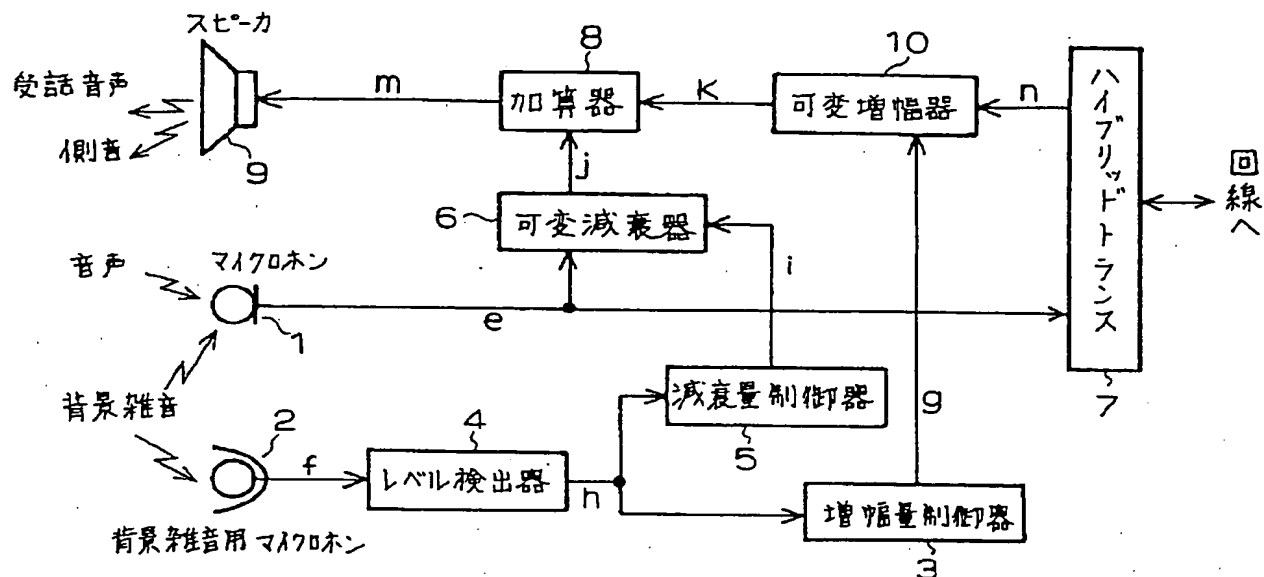 スピーカ
8
10
受話音声
m
加算器
k
可変増幅器
n
ハイブリッドトランス
側音
9
j
回線へ
6
可変減衰器
音声
マイクロホン
i
e
1
背景雑音
減衰量制御器
g
7
2
4
5
f
レベル検出器
h
増幅量制御器
背景雑音用マイクロホン
3